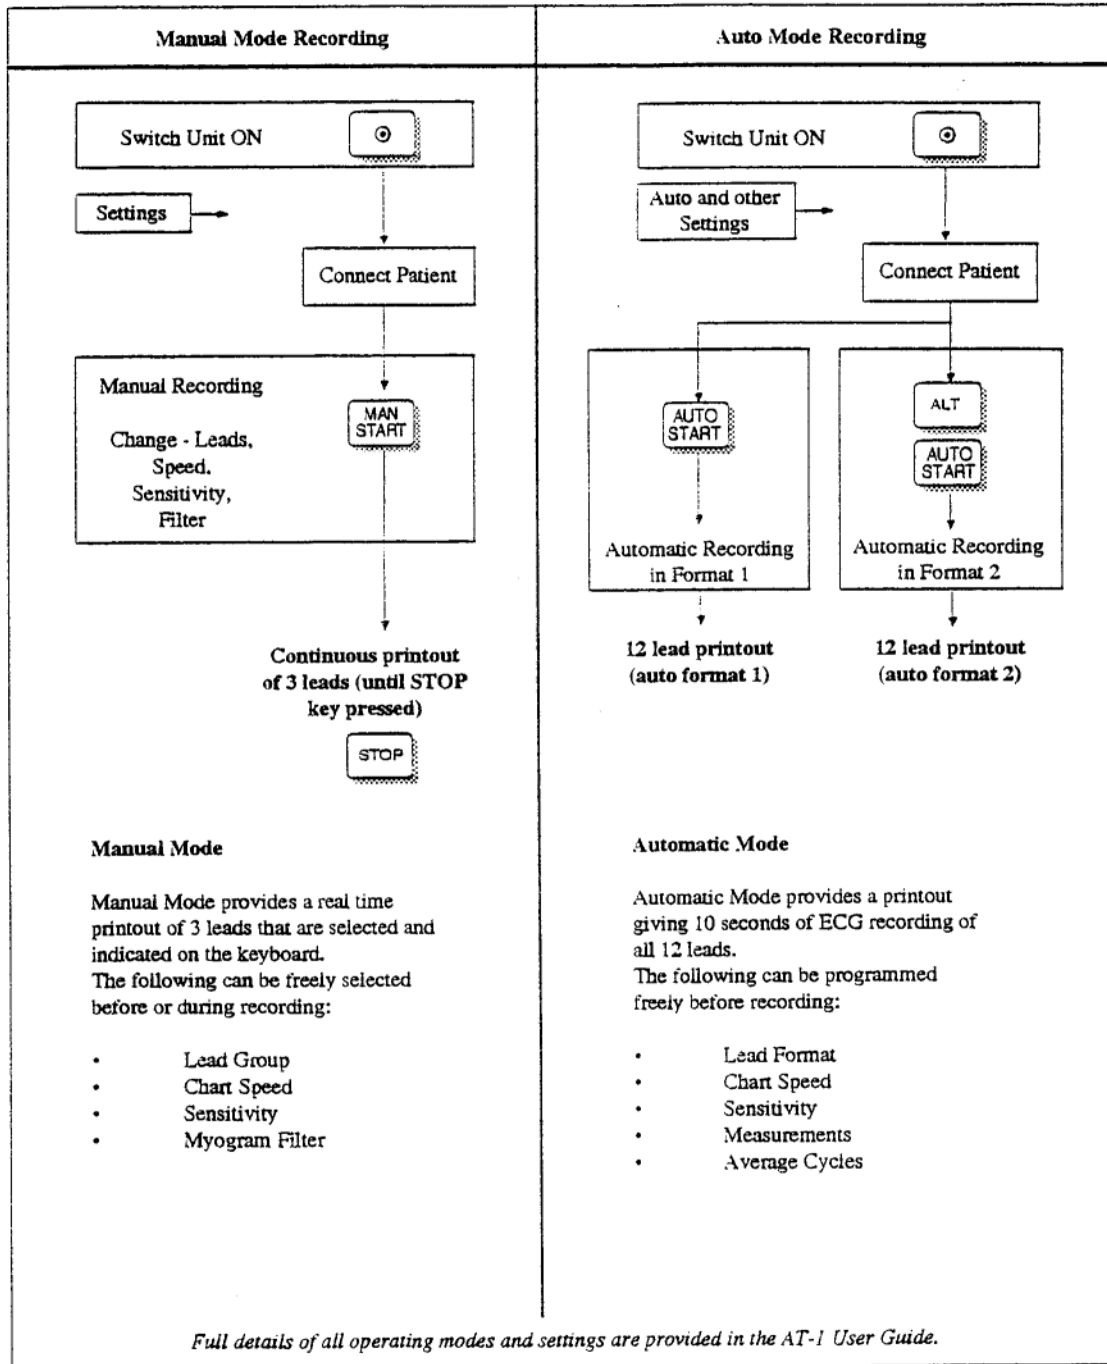 Manual Mode Recording
Switch Unit ON
Settings
Connect Patient
Manual Recording
Change - Leads,
Speed,
Sensitivity,
Filter
MAN
START
Continuous printout
of 3 leads (until STOP
key pressed)
STOP
Manual Mode
Manual Mode provides a real time
printout of 3 leads that are selected and
indicated on the keyboard.
The following can be freely selected
before or during recording:
• Lead Group
• Chart Speed
• Sensitivity
• Myogram Filter
Auto Mode Recording
Switch Unit ON
Auto and other
Settings
Connect Patient
AUTO
START
Automatic Recording
in Format 1
12 lead printout
(auto format 1)
ALT
AUTO
START
Automatic Recording
in Format 2
12 lead printout
(auto format 2)
Automatic Mode
Automatic Mode provides a printout
giving 10 seconds of ECG recording of
all 12 leads.
The following can be programmed
freely before recording:
• Lead Format
• Chart Speed
• Sensitivity
• Measurements
• Average Cycles
Full details of all operating modes and settings are provided in the AT-1 User Guide.